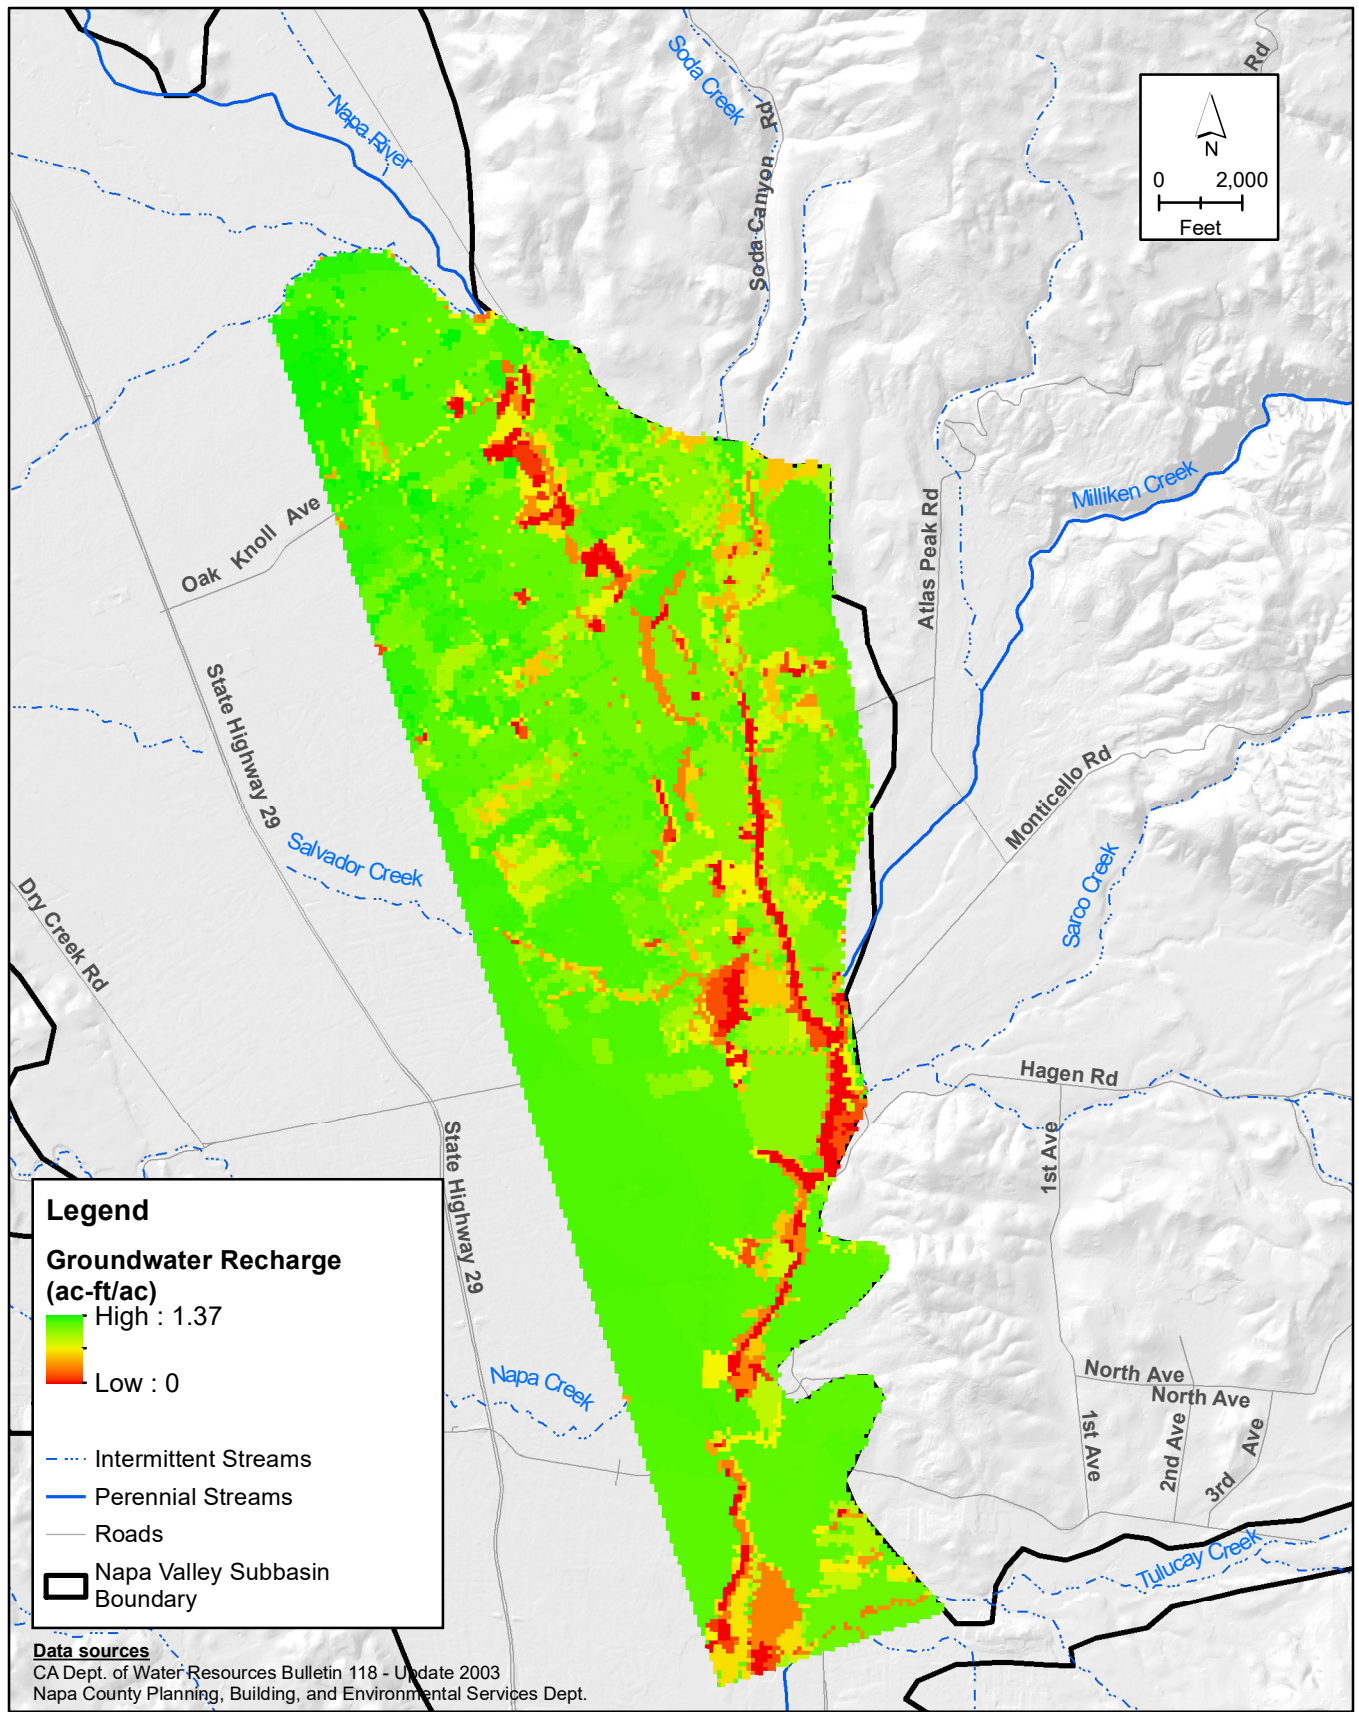 Rd
Soda Creek
Soda Canyon Rd
Napa River
N
0 2,000
Feet
Milliken Creek
Oak Knoll Ave
Atlas Peak Rd
State Highway 29
Monticello Rd
Salvador Creek
Sarco Creek
Dry Creek Rd
Hagen Rd
1st Ave
State Highway 29
Napa Creek
North Ave
North Ave
1st Ave
2nd Ave
3rd Ave
Tulucay Creek
Legend
Groundwater Recharge
(ac-ft/ac)
High : 1.37
Low : 0
Intermittent Streams
Perennial Streams
Roads
Napa Valley Subbasin
Boundary
Data sources
CA Dept. of Water Resources Bulletin 118 - Update 2003
Napa County Planning, Building, and Environmental Services Dept.